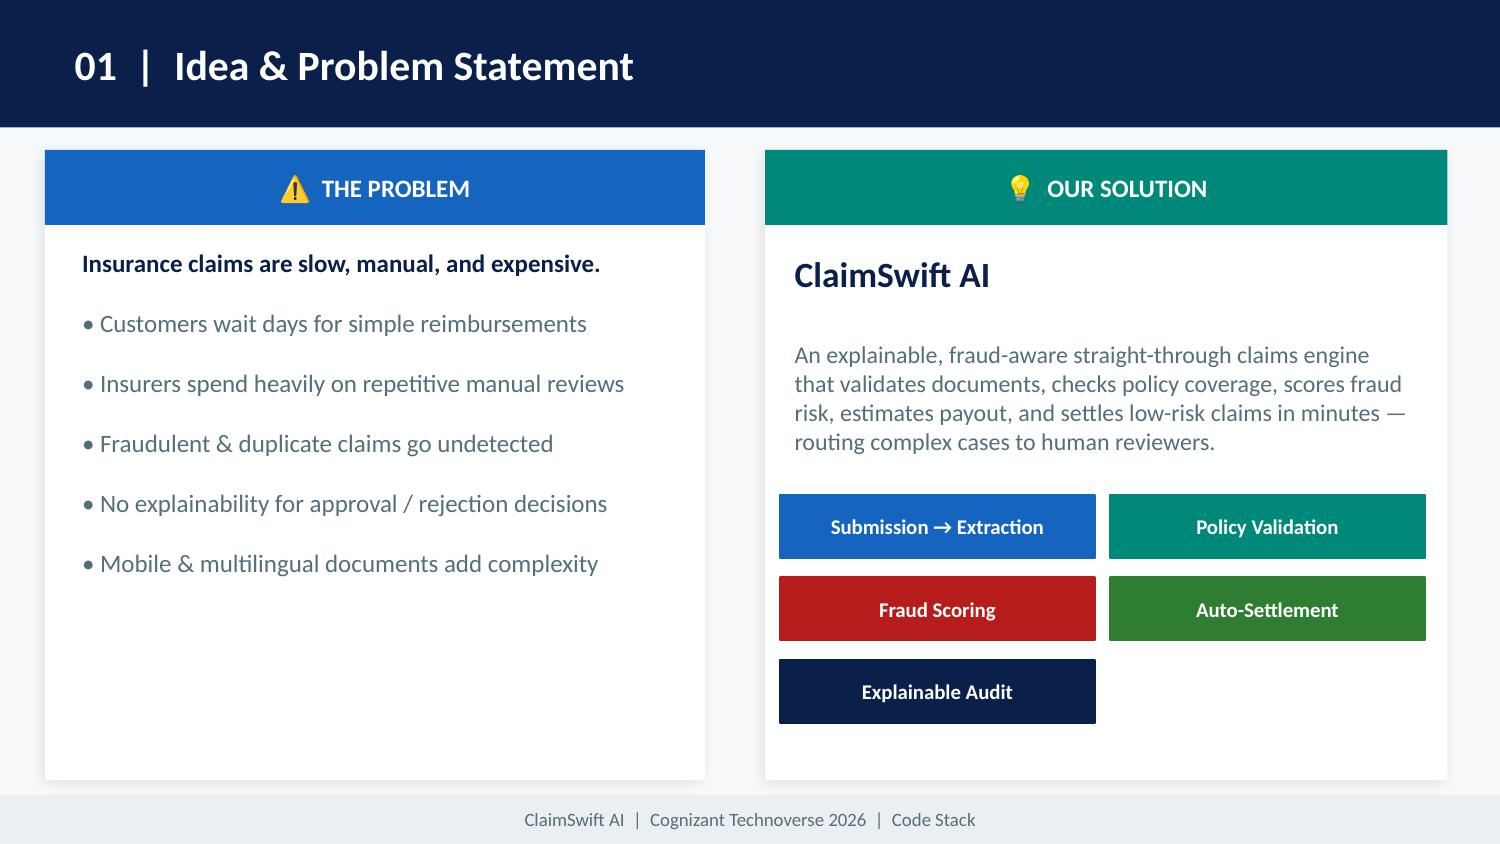 01 | Idea & Problem Statement
⚠️ THE PROBLEM
Insurance claims are slow, manual, and expensive.
• Customers wait days for simple reimbursements
• Insurers spend heavily on repetitive manual reviews
• Fraudulent & duplicate claims go undetected
• No explainability for approval / rejection decisions
• Mobile & multilingual documents add complexity
💡 OUR SOLUTION
ClaimSwift AI
An explainable, fraud-aware straight-through claims engine
that validates documents, checks policy coverage, scores fraud
risk, estimates payout, and settles low-risk claims in minutes —
routing complex cases to human reviewers.
Submission → Extraction
Policy Validation
Fraud Scoring
Auto-Settlement
Explainable Audit
ClaimSwift AI | Cognizant Technoverse 2026 | Code Stack